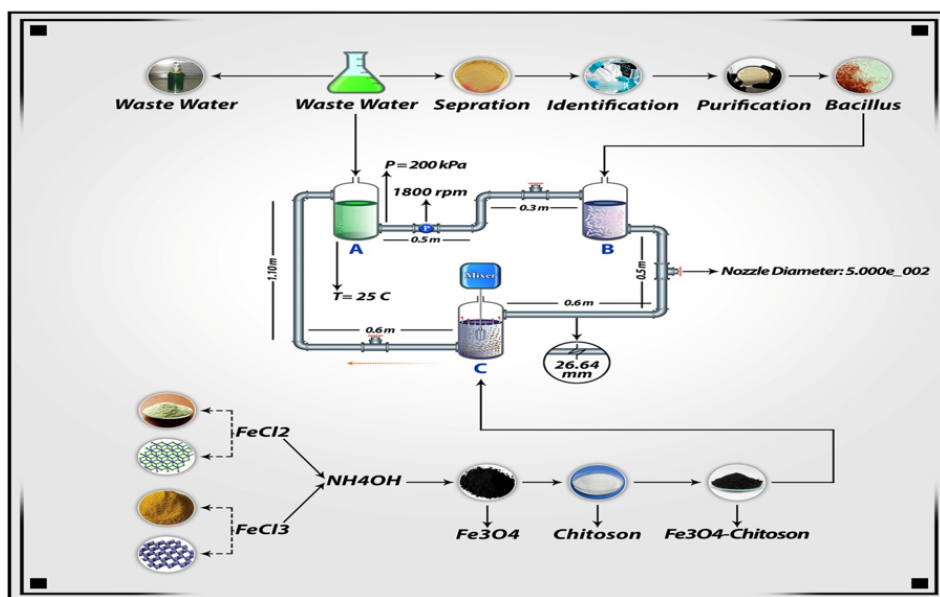 Waste Water
Waste Water
Sepration
Identification
Purification
Bacillus
P = 200 kPa
1800 rpm
P
0.3 m
0.5 m
A
B
1.10 m
T= 25 C
Mixer
0.5 m
Nozzle Diameter: 5.000e_002
0.6 m
0.6 m
C
26.64
mm
FeCl2
NH4OH
FeCl3
Fe3O4
Chitoson
Fe3O4-Chitoson